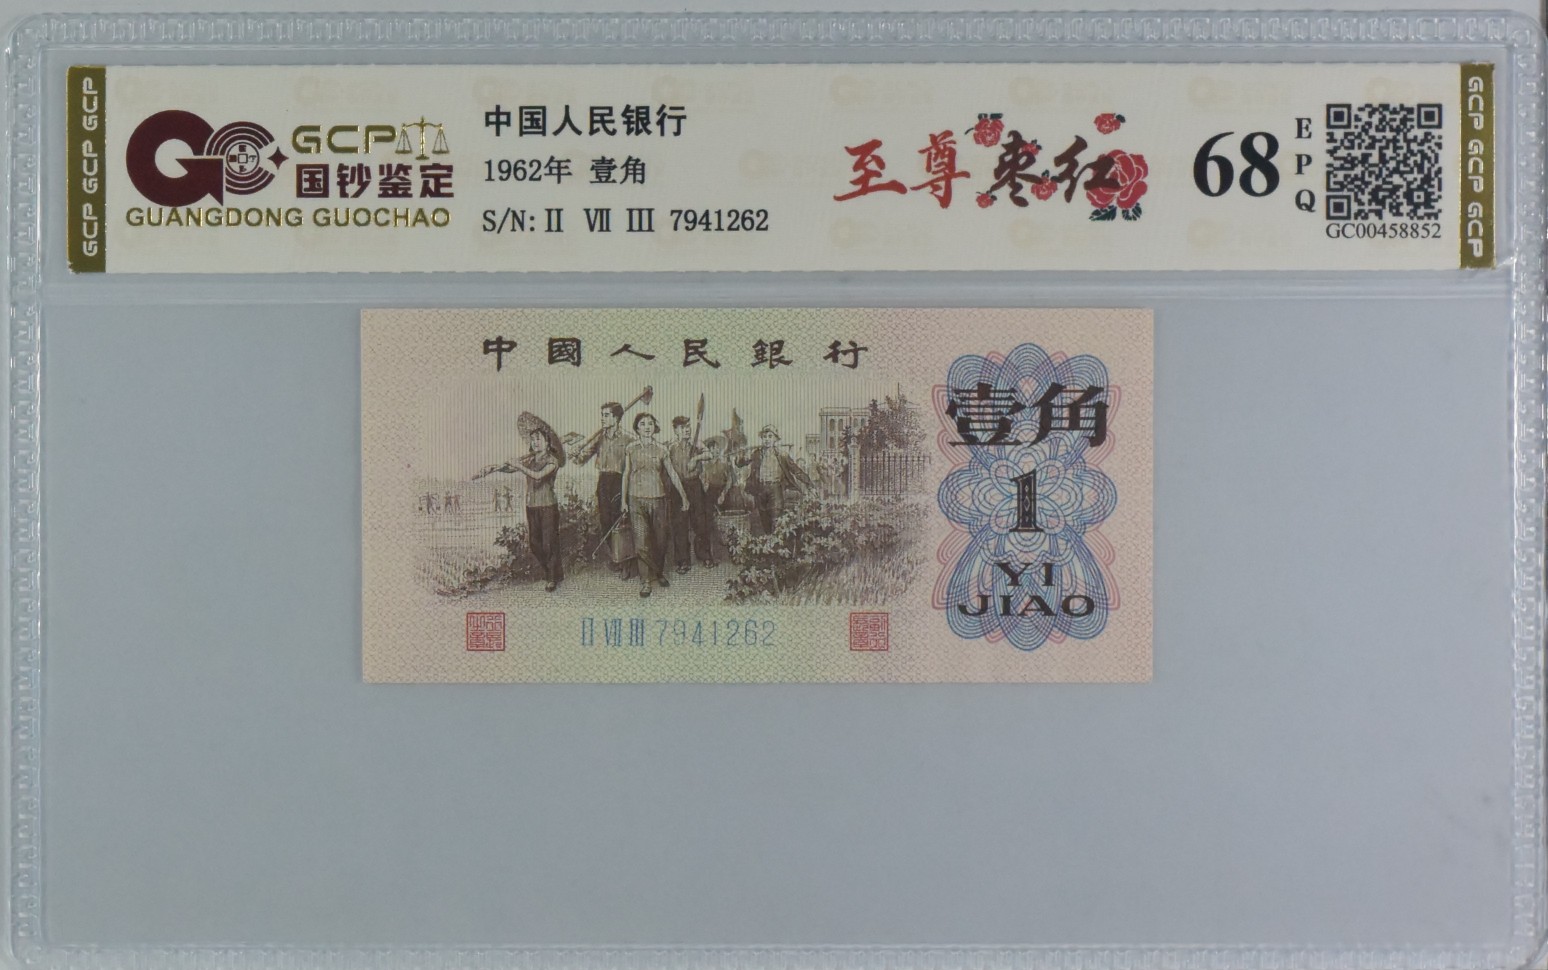 GCP GCP GCP
GCP
国钞鉴定
GUANGDONG GUOCHAO
中国人民银行
1962年 壹角
S/N: II VII III 7941262
至尊枣红
68
EPQ
GC00458852
GCP GCP GCP
中國人民銀行
壹角
1
YI
JIAO
II VII III 7941262